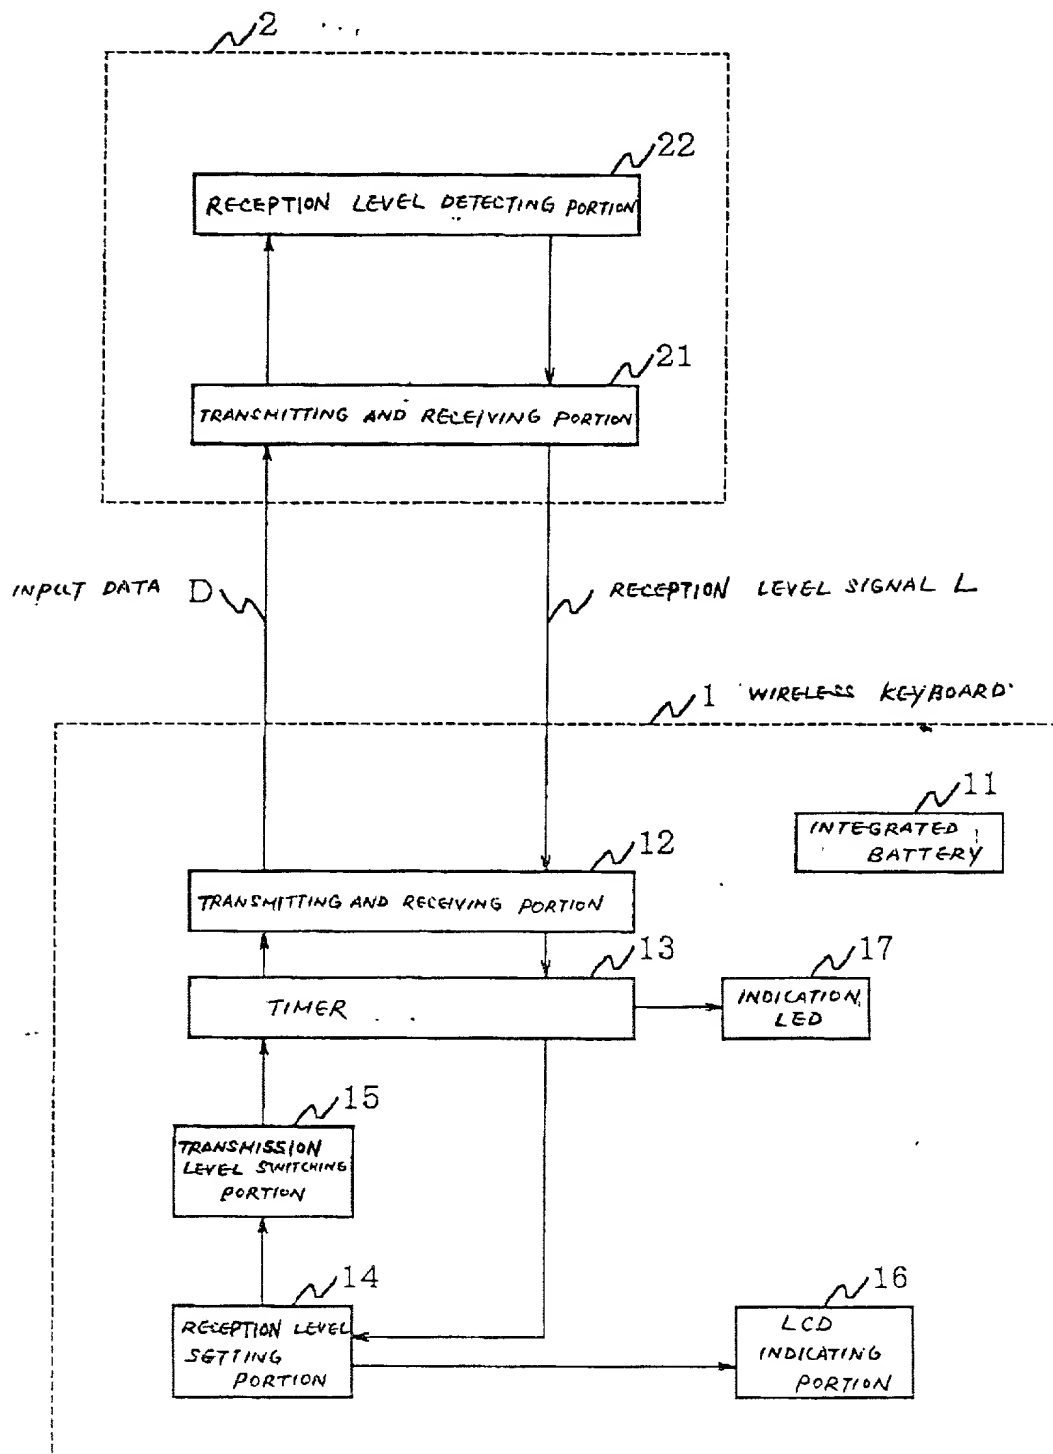 2
22
RECEPTION LEVEL DETECTING PORTION
21
TRANSMITTING AND RECEIVING PORTION
INPUT DATA D
RECEPTION LEVEL SIGNAL L
1 WIRELESS KEYBOARD
11
INTEGRATED
BATTERY
12
TRANSMITTING AND RECEIVING PORTION
13
TIMER
17
INDICATION
LED
15
TRANSMISSION
LEVEL SWITCHING
PORTION
14
RECEPTION LEVEL
SETTING
PORTION
16
LCD
INDICATING
PORTION